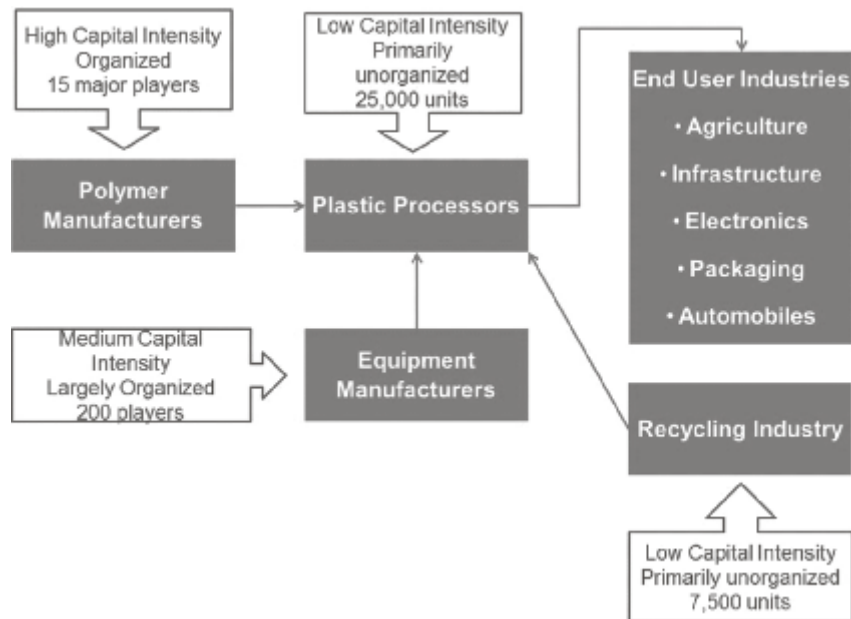 High Capital Intensity
Organized
15 major players
Low Capital Intensity
Primarily
unorganized
25,000 units
End User Industries
• Agriculture
• Infrastructure
• Electronics
• Packaging
• Automobiles
Polymer
Manufacturers
Plastic Processors
Medium Capital
Intensity
Largely Organized
200 players
Equipment
Manufacturers
Recycling Industry
Low Capital Intensity
Primarily unorganized
7,500 units